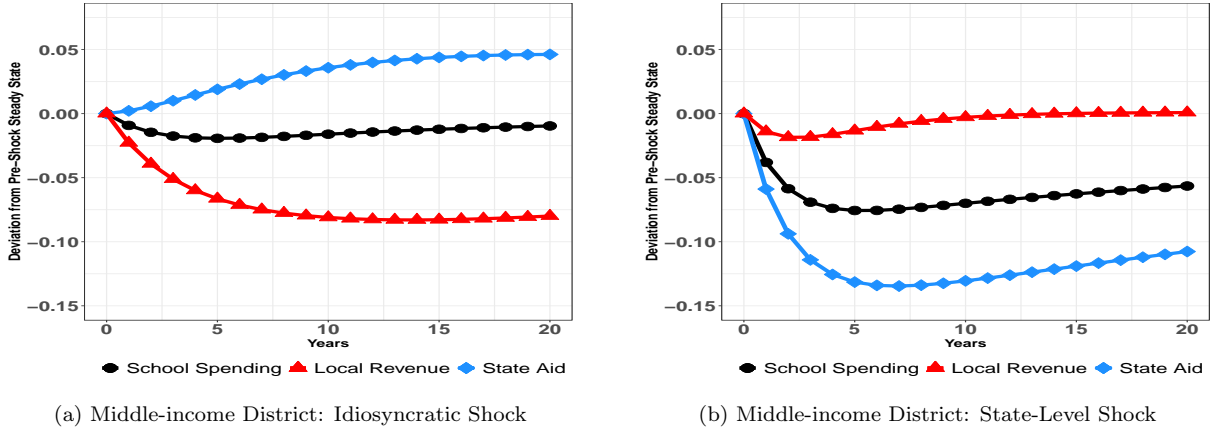 Deviation from Pre-Shock Steady State
0.05
0.00
−0.05
−0.10
−0.15
0 5 10 15 20
Years
School Spending Local Revenue State Aid
(a) Middle-income District: Idiosyncratic Shock
Deviation from Pre-Shock Steady State
0.05
0.00
−0.05
−0.10
−0.15
0 5 10 15 20
Years
School Spending Local Revenue State Aid
(b) Middle-income District: State-Level Shock